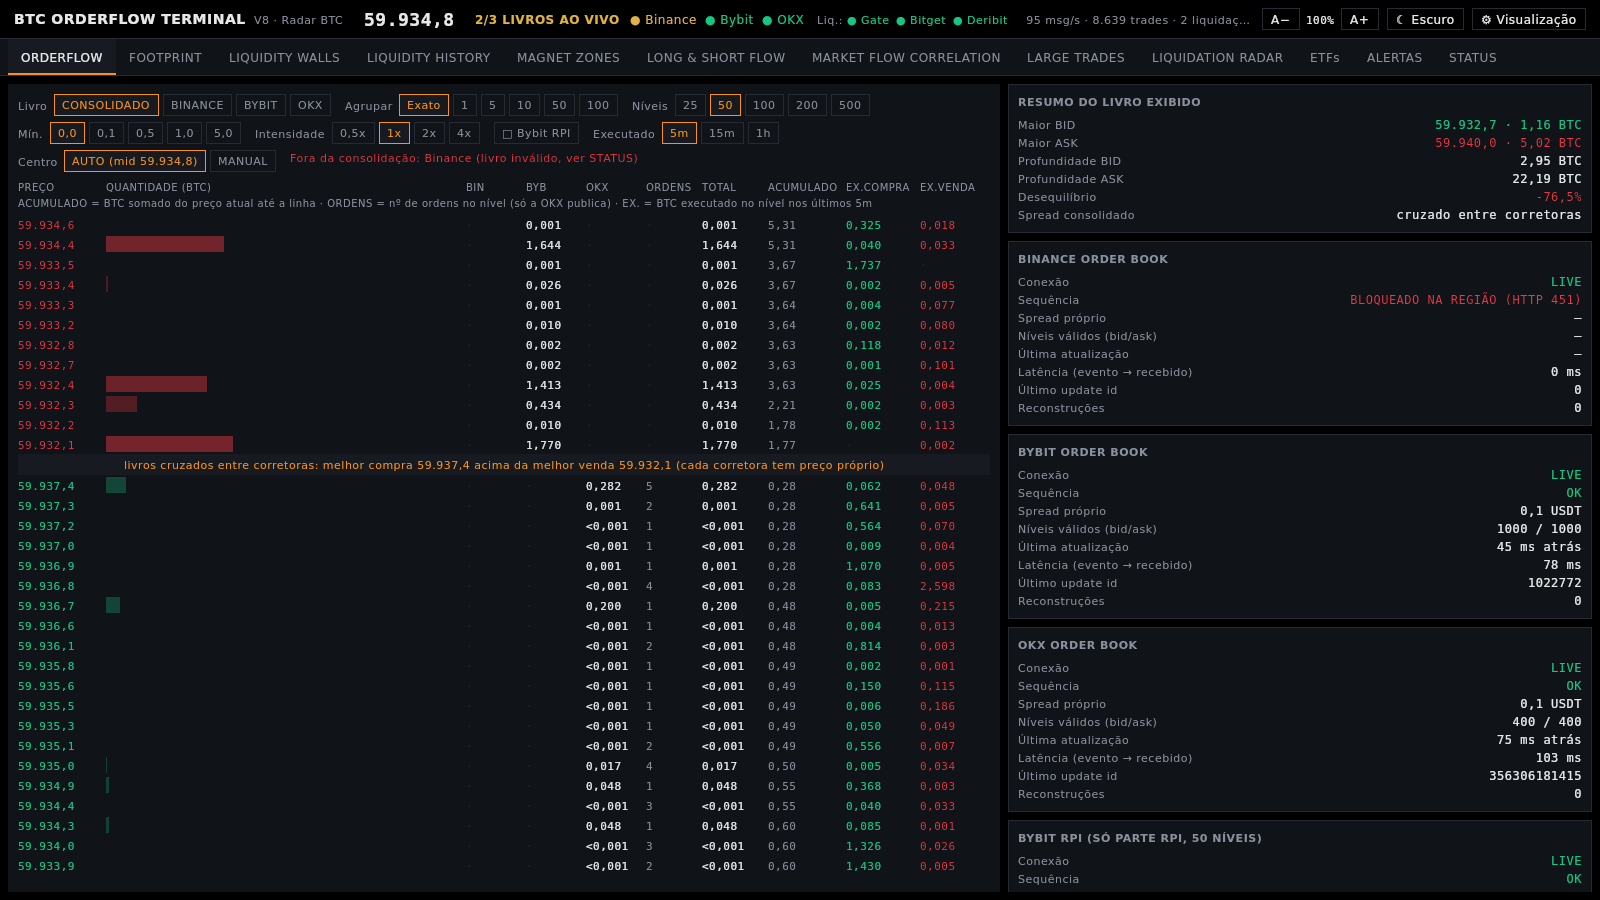 BTC ORDERFLOW TERMINAL V8 · Radar BTC 59.934,8 2/3 LIVROS AO VIVO ● Binance ● Bybit ● OKX Liq.: ● Gate ● Bitget ● Deribit 95 msg/s · 8.639 trades · 2 liquidaç… A− 100% A+ ☾ Escuro ⚙ Visualização
ORDERFLOW FOOTPRINT LIQUIDITY WALLS LIQUIDITY HISTORY MAGNET ZONES LONG & SHORT FLOW MARKET FLOW CORRELATION LARGE TRADES LIQUIDATION RADAR ETFs ALERTAS STATUS
Livro CONSOLIDADO BINANCE BYBIT OKX Agrupar Exato 1 5 10 50 100 Níveis 25 50 100 200 500
Mín. 0,0 0,1 0,5 1,0 5,0 Intensidade 0,5x 1x 2x 4x □ Bybit RPI Executado 5m 15m 1h
Centro AUTO (mid 59.934,8) MANUAL Fora da consolidação: Binance (livro inválido, ver STATUS)
PREÇO QUANTIDADE (BTC) BIN BYB OKX ORDENS TOTAL ACUMULADO EX.COMPRA EX.VENDA
ACUMULADO = BTC somado do preço atual até a linha · ORDENS = nº de ordens no nível (só a OKX publica) · EX. = BTC executado no nível nos últimos 5m
59.934,6 · 0,001 · · 0,001 5,31 0,325 0,018
59.934,4 · 1,644 · · 1,644 5,31 0,040 0,033
59.933,5 · 0,001 · · 0,001 3,67 1,737 ·
59.933,4 · 0,026 · · 0,026 3,67 0,002 0,005
59.933,3 · 0,001 · · 0,001 3,64 0,004 0,077
59.933,2 · 0,010 · · 0,010 3,64 0,002 0,080
59.932,8 · 0,002 · · 0,002 3,63 0,118 0,012
59.932,7 · 0,002 · · 0,002 3,63 0,001 0,101
59.932,4 · 1,413 · · 1,413 3,63 0,025 0,004
59.932,3 · 0,434 · · 0,434 2,21 0,002 0,003
59.932,2 · 0,010 · · 0,010 1,78 0,002 0,113
59.932,1 · 1,770 · · 1,770 1,77 · 0,002
livros cruzados entre corretoras: melhor compra 59.937,4 acima da melhor venda 59.932,1 (cada corretora tem preço próprio)
59.937,4 · · 0,282 5 0,282 0,28 0,062 0,048
59.937,3 · · 0,001 2 0,001 0,28 0,641 0,005
59.937,2 · · <0,001 1 <0,001 0,28 0,564 0,070
59.937,0 · · <0,001 1 <0,001 0,28 0,009 0,004
59.936,9 · · 0,001 1 0,001 0,28 1,070 0,005
59.936,8 · · <0,001 4 <0,001 0,28 0,083 2,598
59.936,7 · · 0,200 1 0,200 0,48 0,005 0,215
59.936,6 · · <0,001 1 <0,001 0,48 0,004 0,013
59.936,1 · · <0,001 2 <0,001 0,48 0,814 0,003
59.935,8 · · <0,001 1 <0,001 0,49 0,002 0,001
59.935,6 · · <0,001 1 <0,001 0,49 0,150 0,115
59.935,5 · · <0,001 1 <0,001 0,49 0,006 0,186
59.935,3 · · <0,001 1 <0,001 0,49 0,050 0,049
59.935,1 · · <0,001 2 <0,001 0,49 0,556 0,007
59.935,0 · · 0,017 4 0,017 0,50 0,005 0,034
59.934,9 · · 0,048 1 0,048 0,55 0,368 0,003
59.934,4 · · <0,001 3 <0,001 0,55 0,040 0,033
59.934,3 · · 0,048 1 0,048 0,60 0,085 0,001
59.934,0 · · <0,001 3 <0,001 0,60 1,326 0,026
59.933,9 · · <0,001 2 <0,001 0,60 1,430 0,005
RESUMO DO LIVRO EXIBIDO
Maior BID 59.932,7 · 1,16 BTC
Maior ASK 59.940,0 · 5,02 BTC
Profundidade BID 2,95 BTC
Profundidade ASK 22,19 BTC
Desequilíbrio -76,5%
Spread consolidado cruzado entre corretoras
BINANCE ORDER BOOK
Conexão LIVE
Sequência BLOQUEADO NA REGIÃO (HTTP 451)
Spread próprio —
Níveis válidos (bid/ask) —
Última atualização —
Latência (evento → recebido) 0 ms
Último update id 0
Reconstruções 0
BYBIT ORDER BOOK
Conexão LIVE
Sequência OK
Spread próprio 0,1 USDT
Níveis válidos (bid/ask) 1000 / 1000
Última atualização 45 ms atrás
Latência (evento → recebido) 78 ms
Último update id 1022772
Reconstruções 0
OKX ORDER BOOK
Conexão LIVE
Sequência OK
Spread próprio 0,1 USDT
Níveis válidos (bid/ask) 400 / 400
Última atualização 75 ms atrás
Latência (evento → recebido) 103 ms
Último update id 356306181415
Reconstruções 0
BYBIT RPI (SÓ PARTE RPI, 50 NÍVEIS)
Conexão LIVE
Sequência OK